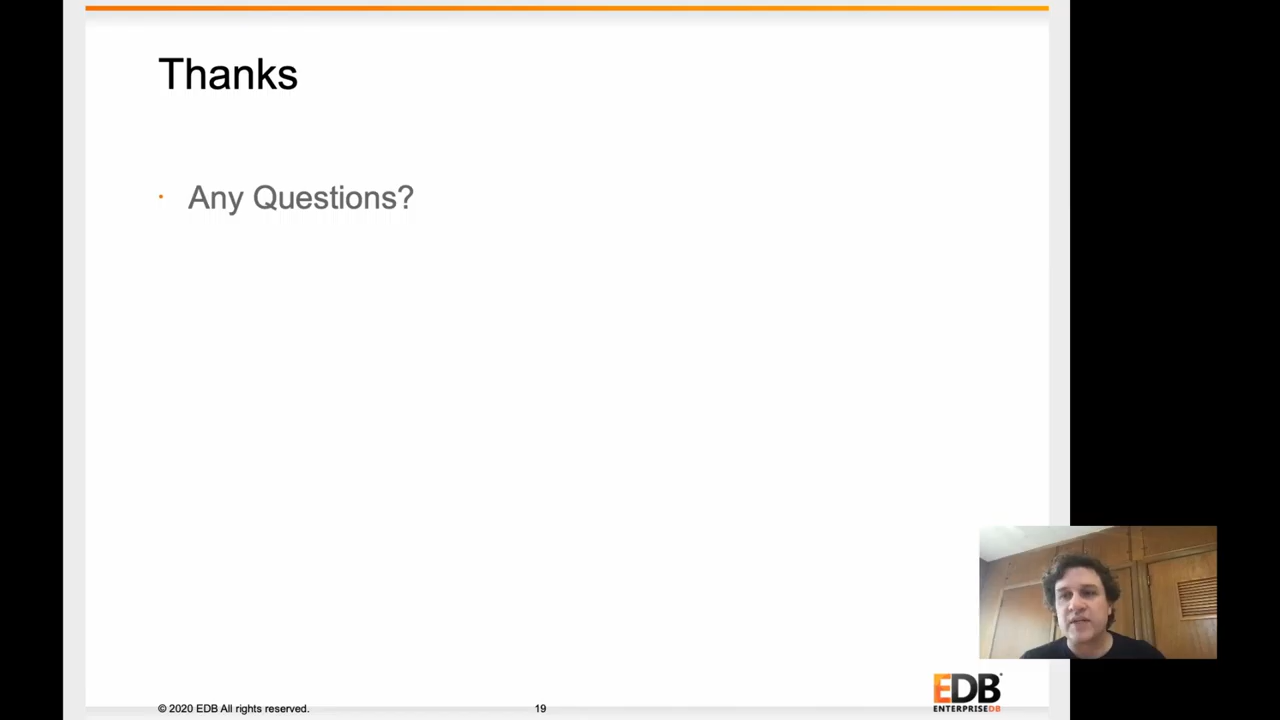 Thanks
· Any Questions?
© 2020 EDB All rights reserved.
19
EDB
ENTERPRISEDB